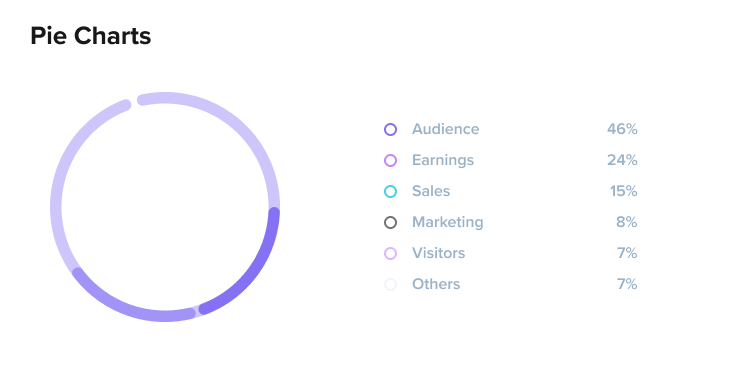 Pie Charts
Audience 46%
Earnings 24%
Sales 15%
Marketing 8%
Visitors 7%
Others 7%